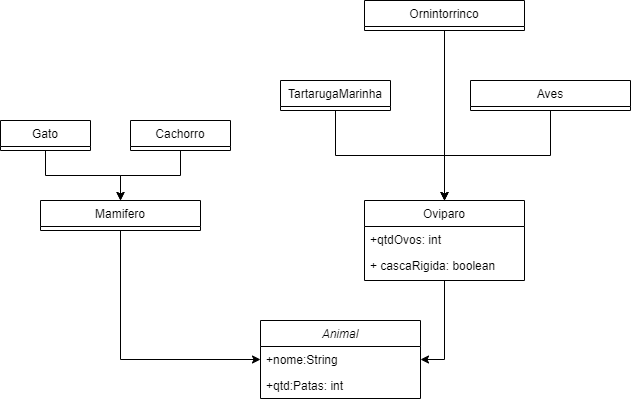 Ornintorrinco
TartarugaMarinha
Aves
Gato
Cachorro
Mamifero
Oviparo
+qtdOvos: int
+ cascaRigida: boolean
Animal
+nome:String
+qtd:Patas: int